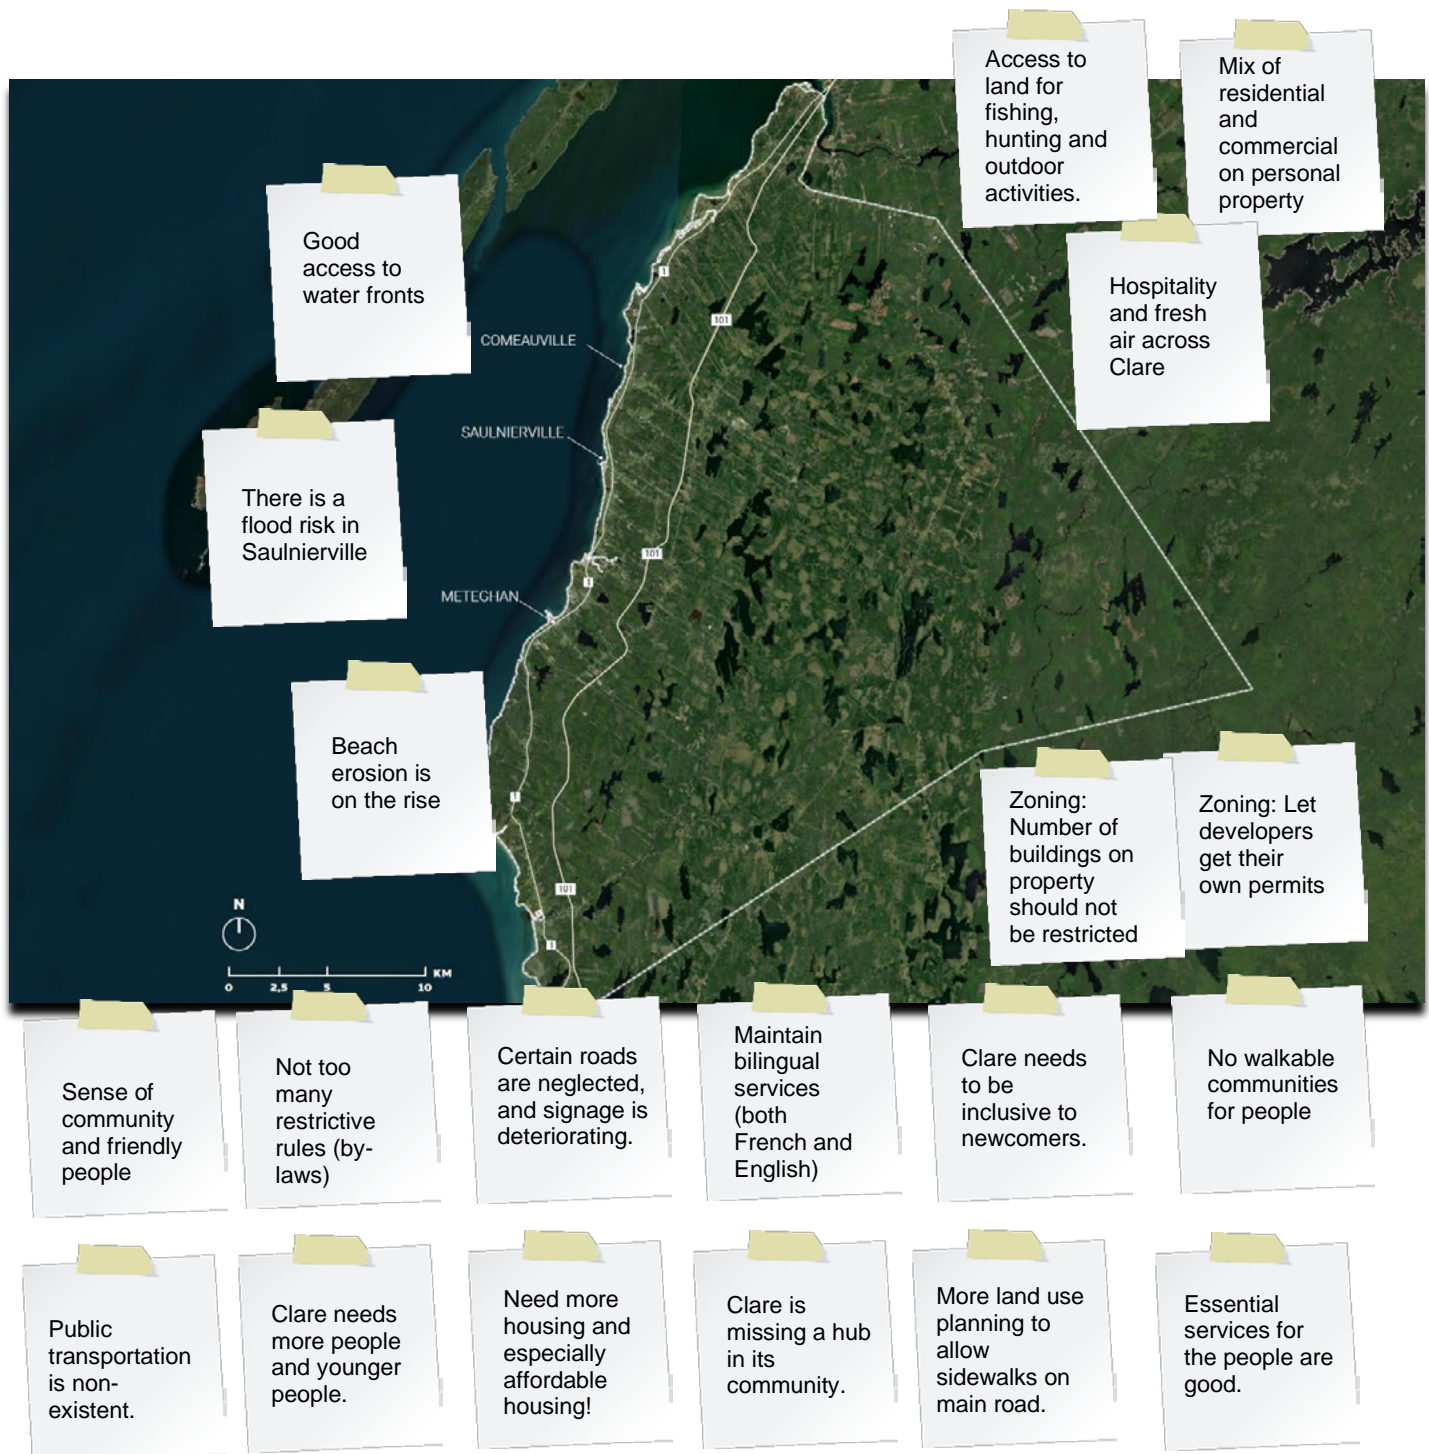 Access to
land for
fishing,
hunting and
outdoor
activities.
Mix of
residential
and
commercial
on personal
property
Good
access to
water fronts
Hospitality
and fresh
air across
Clare
1
101
COMEAUVILLE
SAULNIERVILLE
There is a
flood risk in
Saulnierville
101
1
METEGHAN
Beach
erosion is
on the rise
Zoning:
Number of
buildings on
property
should not
be restricted
Zoning: Let
developers
get their
own permits
1
101
1
N
KM
0 2,5 5 10
Sense of
community
and friendly
people
Not too
many
restrictive
rules (by-
laws)
Certain roads
are neglected,
and signage is
deteriorating.
Maintain
bilingual
services
(both
French and
English)
Clare needs
to be
inclusive to
newcomers.
No walkable
communities
for people
Public
transportation
is non-
existent.
Clare needs
more people
and younger
people.
Need more
housing and
especially
affordable
housing!
Clare is
missing a hub
in its
community.
More land use
planning to
allow
sidewalks on
main road.
Essential
services for
the people are
good.